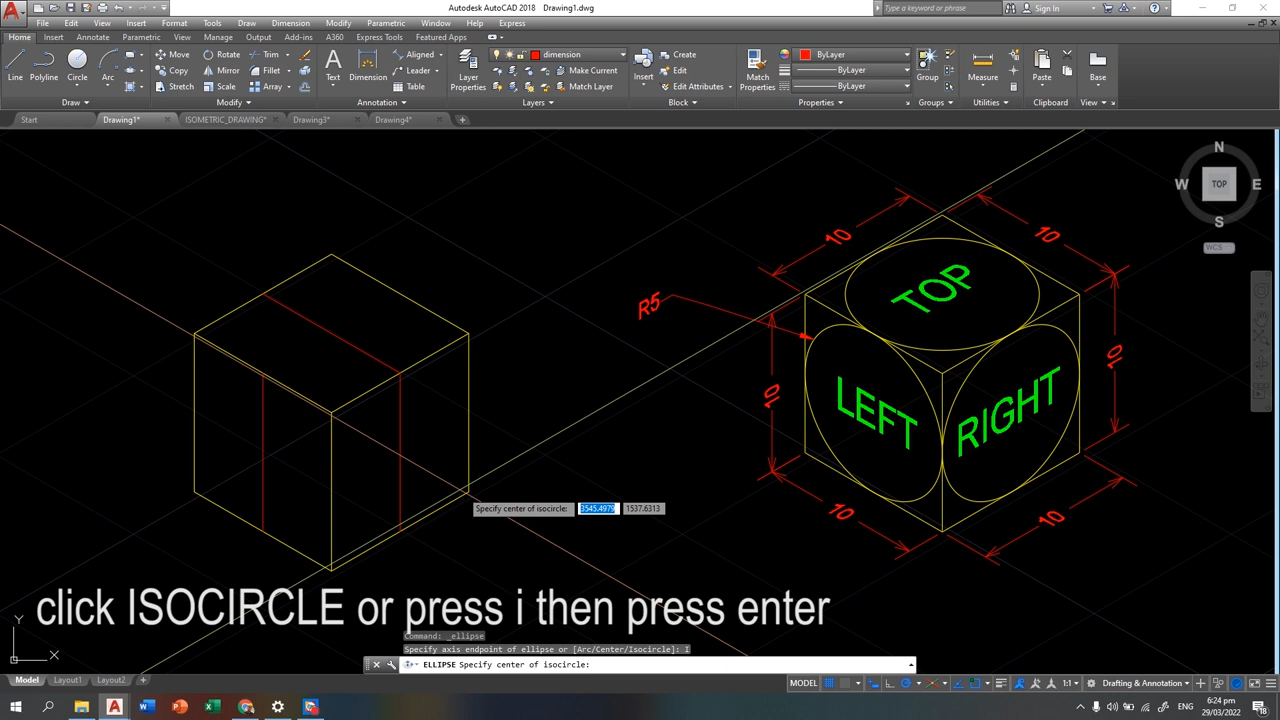 Autodesk AutoCAD 2018 Drawing1.dwg
Type a keyword or phrase
Sign In
File Edit View Insert Format Tools Draw Dimension Modify Parametric Window Help Express
Home Insert Annotate Parametric View Manage Output Add-ins A360 Express Tools Featured Apps
Line Polyline Circle Arc
Move Rotate Trim
Copy Mirror Fillet
Stretch Scale Array
Text Dimension
Aligned
Leader
Table
Layer Properties
dimension
Make Current
Match Layer
Insert
Create
Edit
Edit Attributes
Match Properties
ByLayer
ByLayer
ByLayer
Group
Measure
Paste
Base
Draw Modify Annotation Layers Block Properties Groups Utilities Clipboard View
Start Drawing1* ISOMETRIC_DRAWING* Drawing3* Drawing4*
N
W TOP E
S
WCS
10
10
TOP
R5
10
10
LEFT
RIGHT
10
10
Specify center of isocircle: 3545.4979 1537.6313
click ISOCIRCLE or press i then press enter
Y
X
Command: _ellipse
Specify axis endpoint of ellipse or [Arc/Center/Isocircle]: I
ELLIPSE Specify center of isocircle:
Model Layout1 Layout2
MODEL
1:1
Drafting & Annotation
ENG
6:24 pm
29/03/2022
18